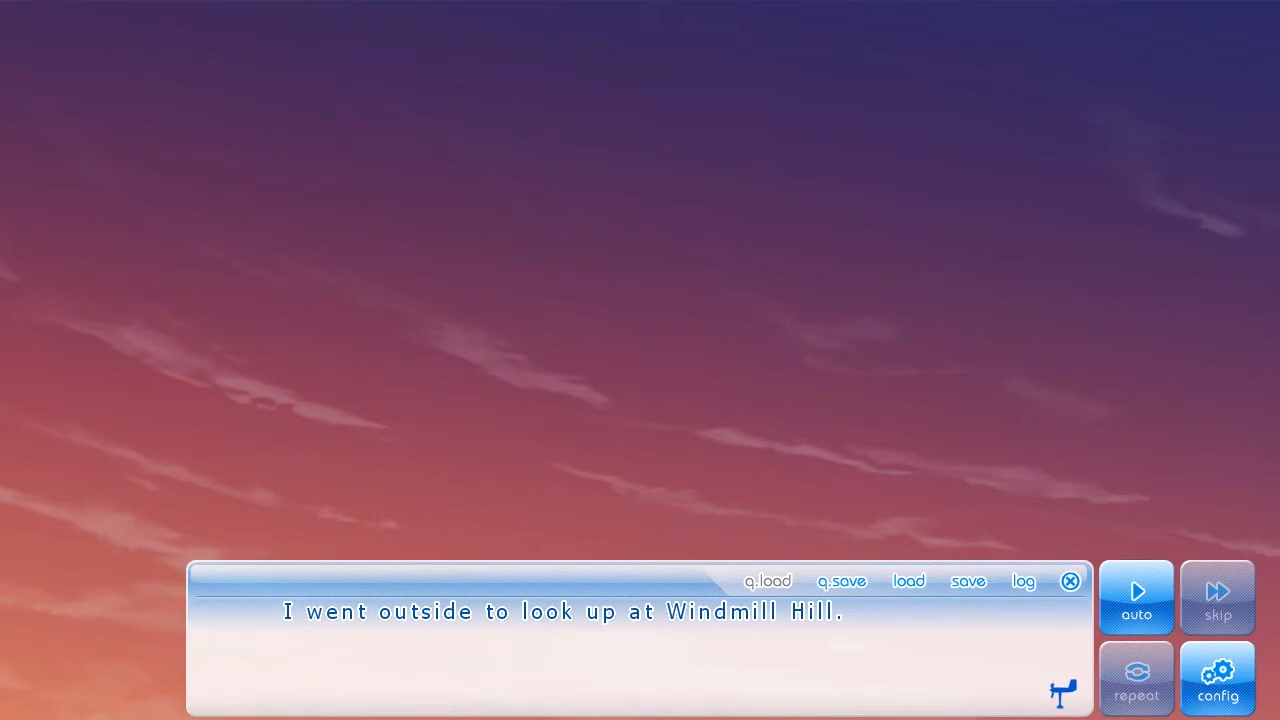 q.load q.save load save log
I went outside to look up at Windmill Hill.
auto skip
repeat config